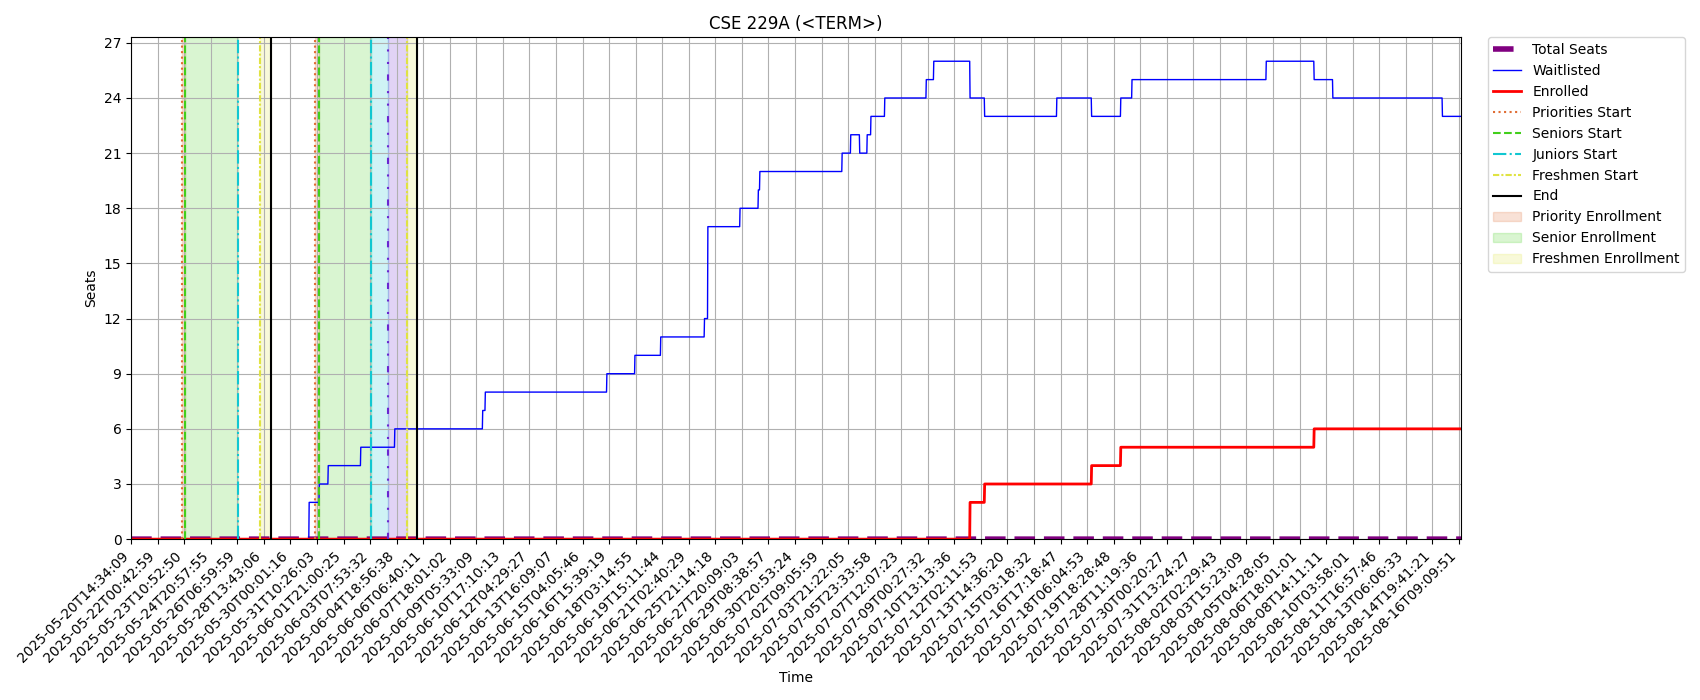 CSE 229A (<TERM>)
Seats
27
24
21
18
15
12
9
6
3
0
2025-05-20T14:34:09
2025-05-22T00:42:59
2025-05-23T10:52:50
2025-05-24T20:57:55
2025-05-26T06:59:59
2025-05-28T13:43:06
2025-05-30T00:01:16
2025-05-31T10:26:03
2025-06-01T21:00:25
2025-06-03T07:53:32
2025-06-04T18:56:38
2025-06-06T06:40:11
2025-06-07T18:01:02
2025-06-09T05:33:09
2025-06-10T17:10:13
2025-06-12T04:29:27
2025-06-13T16:09:07
2025-06-15T04:05:46
2025-06-16T15:39:19
2025-06-18T03:14:55
2025-06-19T15:11:44
2025-06-21T02:40:29
2025-06-25T21:14:18
2025-06-27T20:09:03
2025-06-29T08:38:57
2025-06-30T20:53:24
2025-07-02T09:05:59
2025-07-03T21:22:05
2025-07-05T23:33:58
2025-07-07T12:07:23
2025-07-09T00:27:32
2025-07-10T13:13:36
2025-07-12T02:11:53
2025-07-13T14:36:20
2025-07-15T03:18:32
2025-07-16T17:18:47
2025-07-18T06:04:53
2025-07-19T18:28:48
2025-07-28T11:19:36
2025-07-30T00:20:27
2025-07-31T13:24:27
2025-08-02T02:29:43
2025-08-03T15:23:09
2025-08-05T04:28:05
2025-08-06T18:01:01
2025-08-08T14:11:11
2025-08-10T03:58:01
2025-08-11T16:57:46
2025-08-13T06:06:33
2025-08-14T19:41:21
2025-08-16T09:09:51
Time
Total Seats
Waitlisted
Enrolled
Priorities Start
Seniors Start
Juniors Start
Freshmen Start
End
Priority Enrollment
Senior Enrollment
Freshmen Enrollment